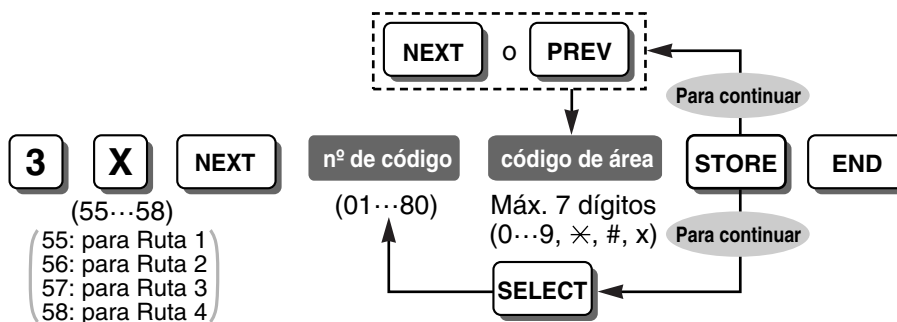 NEXT o PREV
Para continuar
3 X NEXT nº de código código de área STORE END
(55···58) (01···80) Máx. 7 dígitos
(0···9, ✳, #, x) Para continuar
55: para Ruta 1
56: para Ruta 2
57: para Ruta 3
58: para Ruta 4
SELECT